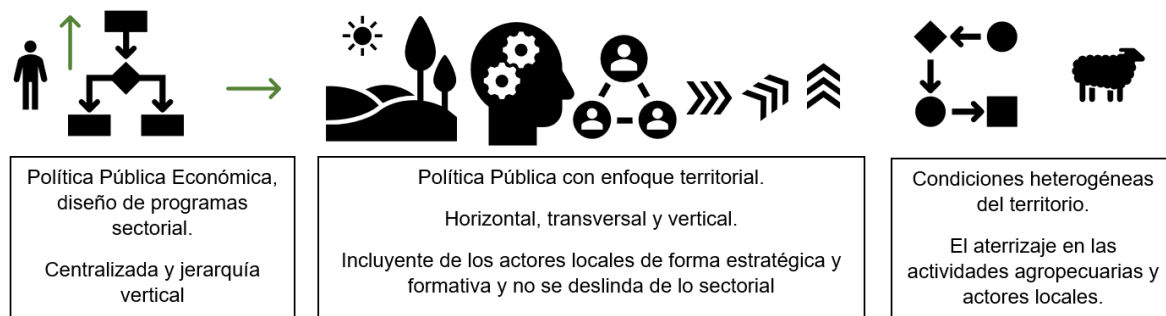 Política Pública Económica,
diseño de programas
sectorial.
Centralizada y jerarquía
vertical
Política Pública con enfoque territorial.
Horizontal, transversal y vertical.
Incluyente de los actores locales de forma estratégica y
formativa y no se deslinda de lo sectorial
Condiciones heterogéneas
del territorio.
El aterrizaje en las
actividades agropecuarias y
actores locales.